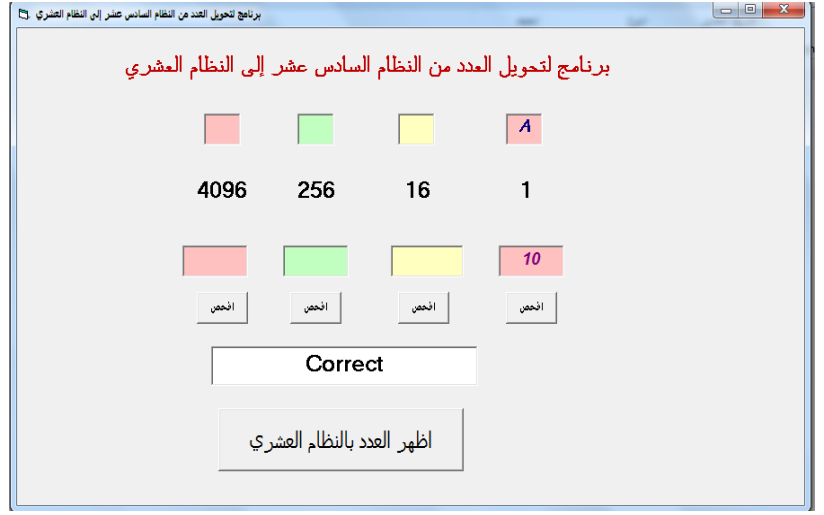 برنامج لتحويل العدد من النظام السادس عشر إلى النظام العشري
برنامج لتحويل العدد من النظام السادس عشر إلى النظام العشري
A
4096 256 16 1
10
افحص افحص افحص افحص
Correct
اظهر العدد بالنظام العشري